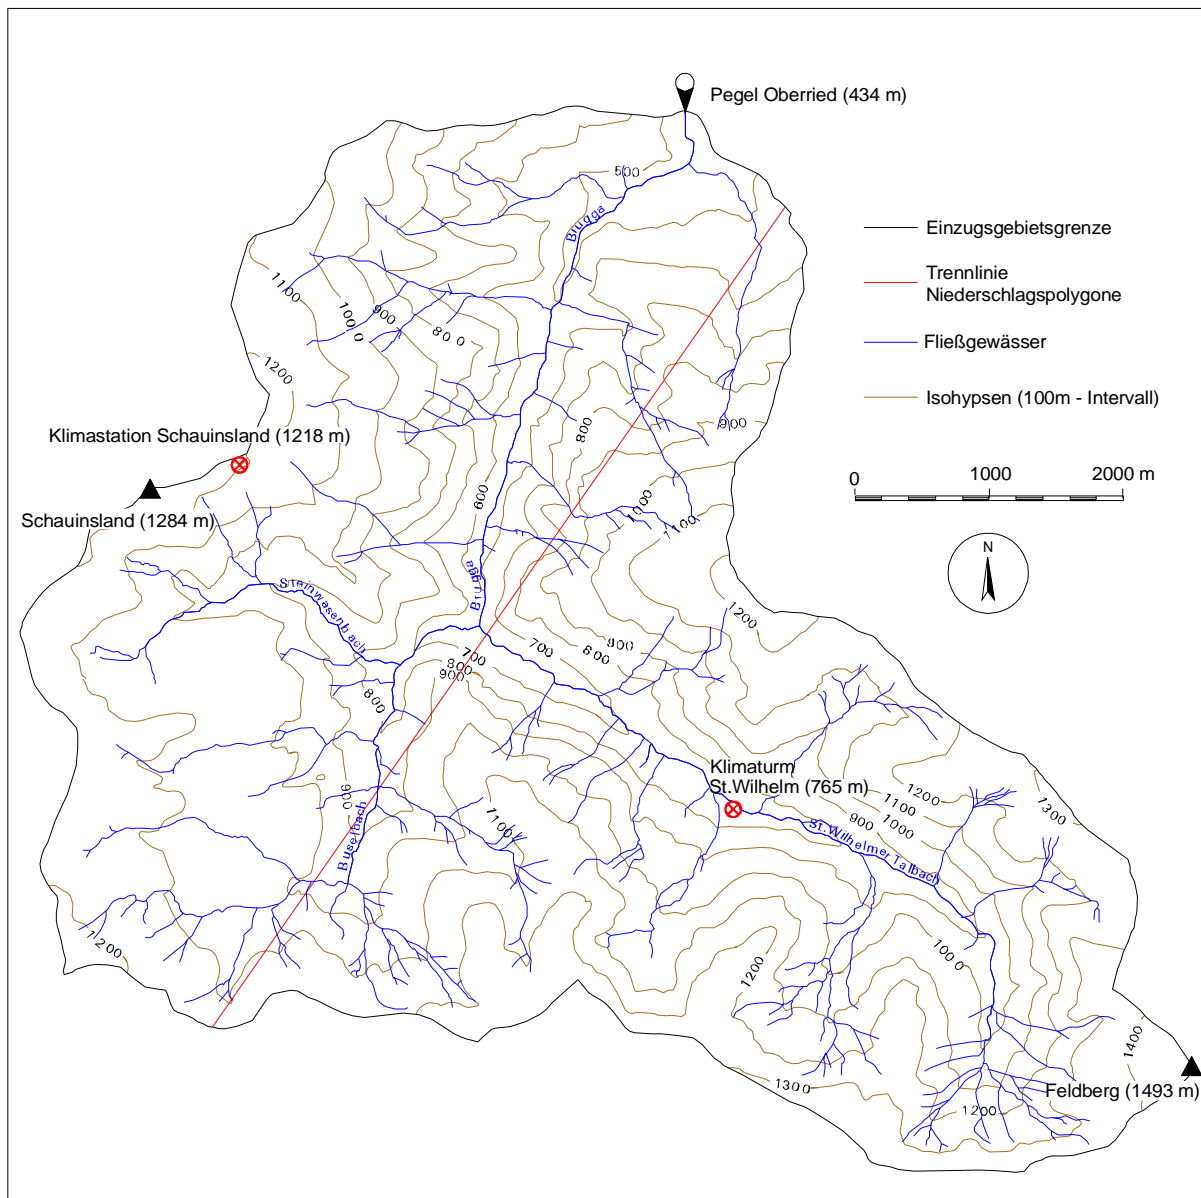 Pegel Oberried (434 m)
500
Brugga
Einzugsgebietsgrenze
Trennlinie
Niederschlagspolygone
Fließgewässer
Isohypsen (100m - Intervall)
1100
1000
900
800
1200
800
900
Klimastation Schauinsland (1218 m)
0 1000 2000 m
Schauinsland (1284 m)
600
1000
1100
N
Brugga
Steinwasenbach
1200
900
800
700
700
800
900
800
900
Klimaturm
St.Wilhelm (765 m)
1200
1100
1000
900
1300
St.Wilhelmer Talbach
1100
Buselbach
1200
1000
1200
1400
1300
Feldberg (1493 m)
1200